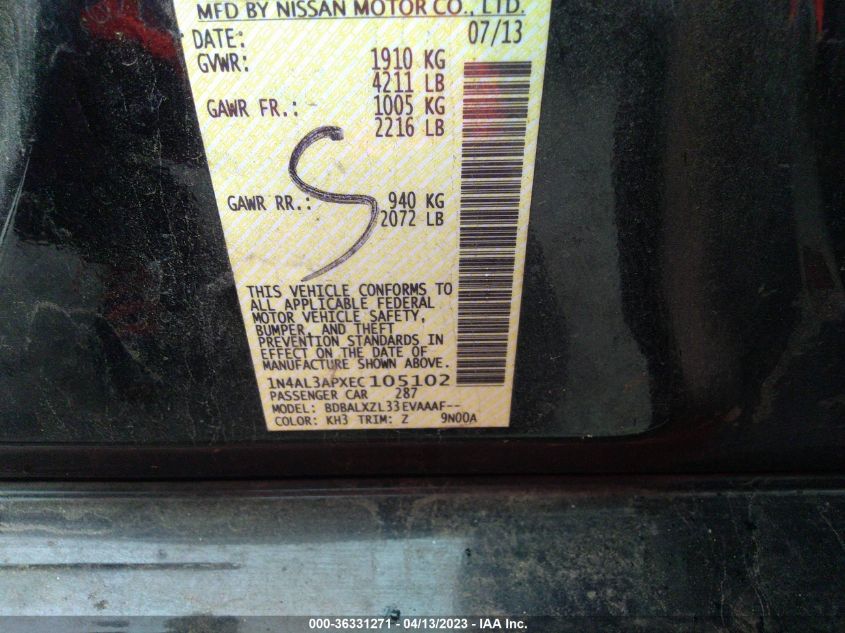 MFD BY NISSAN MOTOR CO., LTD.
DATE: 07/13
GVWR: 1910 KG
4211 LB
GAWR FR.: 1005 KG
2216 LB
S
GAWR RR.: 940 KG
2072 LB
THIS VEHICLE CONFORMS TO
ALL APPLICABLE FEDERAL
MOTOR VEHICLE SAFETY,
BUMPER, AND THEFT
PREVENTION STANDARDS IN
EFFECT ON THE DATE OF
MANUFACTURE SHOWN ABOVE.
1N4AL3APXEC105102
PASSENGER CAR 287
MODEL: BDBALXZL33EVAAAF--
COLOR: KH3 TRIM: Z 9N00A
000-36331271 - 04/13/2023 - IAA Inc.